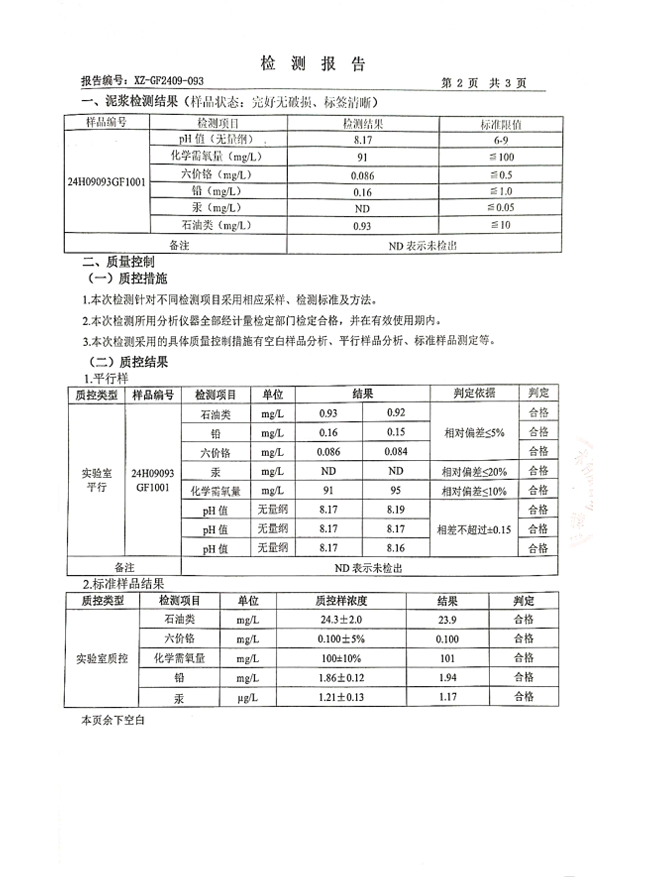 检 测 报 告
报告编号：XZ-GF2409-093 第 2 页 共 3 页
一、泥浆检测结果（样品状态：完好无破损、标签清晰）
样品编号 检测项目 检测结果 标准限值
24H09093GF1001
pH 值（无量纲） 8.17 6-9
化学需氧量（mg/L） 91 ≦100
六价铬（mg/L） 0.086 ≦0.5
铅（mg/L） 0.16 ≦1.0
汞（mg/L） ND ≦0.05
石油类（mg/L） 0.93 ≦10
备注 ND 表示未检出
二、质量控制
（一）质控措施
1.本次检测针对不同检测项目采用相应采样、检测标准及方法。
2.本次检测所用分析仪器全部经计量检定部门检定合格，并在有效使用期内。
3.本次检测采用的具体质量控制措施有空白样品分析、平行样品分析、标准样品测定等。
（二）质控结果
1.平行样
质控类型 样品编号 检测项目 单位 结果 判定依据 判定
实验室平行 24H09093GF1001
石油类 mg/L 0.93 0.92 相对偏差≤5% 合格
铅 mg/L 0.16 0.15 合格
六价铬 mg/L 0.086 0.084 合格
汞 mg/L ND ND 相对偏差≤20% 合格
化学需氧量 mg/L 91 95 相对偏差≤10% 合格
pH 值 无量纲 8.17 8.19 相差不超过±0.15 合格
pH 值 无量纲 8.17 8.17 合格
pH 值 无量纲 8.17 8.16 合格
备注 ND 表示未检出
2.标准样品结果
质控类型 检测项目 单位 质控样浓度 结果 判定
实验室质控
石油类 mg/L 24.3±2.0 23.9 合格
六价铬 mg/L 0.100±5% 0.100 合格
化学需氧量 mg/L 100±10% 101 合格
铅 mg/L 1.86±0.12 1.94 合格
汞 μg/L 1.21±0.13 1.17 合格
本页余下空白